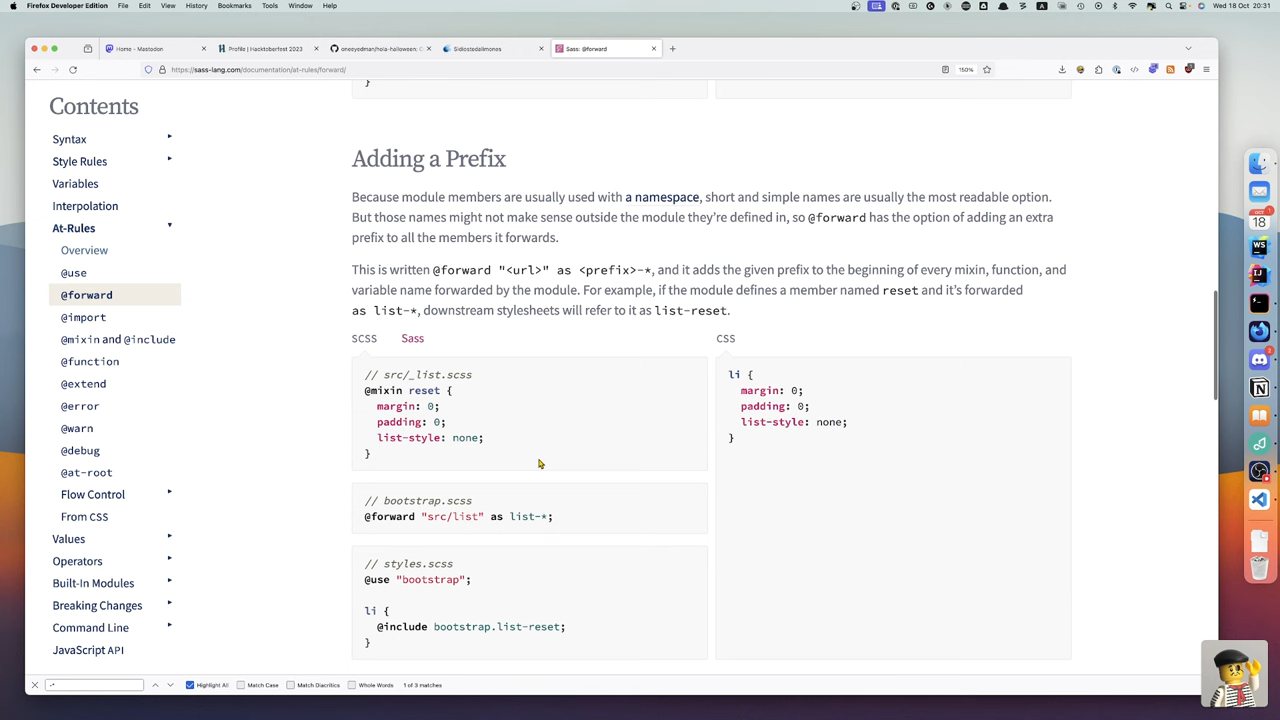 Firefox Developer Edition File Edit View History Bookmarks Tools Window Help
Wed 18 Oct 20:31
Home - Mastodon
Profile | Hacktoberfest 2023
oneeyedman/nola-halloween: D
Sidiostedalimones
Sass: @forward
https://sass-lang.com/documentation/at-rules/forward/
150%
Contents
Syntax
Style Rules
Variables
Interpolation
At-Rules
Overview
@use
@forward
@import
@mixin and @include
@function
@extend
@error
@warn
@debug
@at-root
Flow Control
From CSS
Values
Operators
Built-In Modules
Breaking Changes
Command Line
JavaScript API
}
Adding a Prefix
Because module members are usually used with a namespace, short and simple names are usually the most readable option.
But those names might not make sense outside the module they’re defined in, so @forward has the option of adding an extra
prefix to all the members it forwards.
This is written @forward "<url>" as <prefix>-*, and it adds the given prefix to the beginning of every mixin, function, and
variable name forwarded by the module. For example, if the module defines a member named reset and it’s forwarded
as list-*, downstream stylesheets will refer to it as list-reset.
SCSS Sass
// src/_list.scss
@mixin reset {
margin: 0;
padding: 0;
list-style: none;
}
// bootstrap.scss
@forward "src/list" as list-*;
// styles.scss
@use "bootstrap";
li {
@include bootstrap.list-reset;
}
CSS
li {
margin: 0;
padding: 0;
list-style: none;
}
-*
Highlight All Match Case Match Diacritics Whole Words 1 of 3 matches
OCT
18
WS